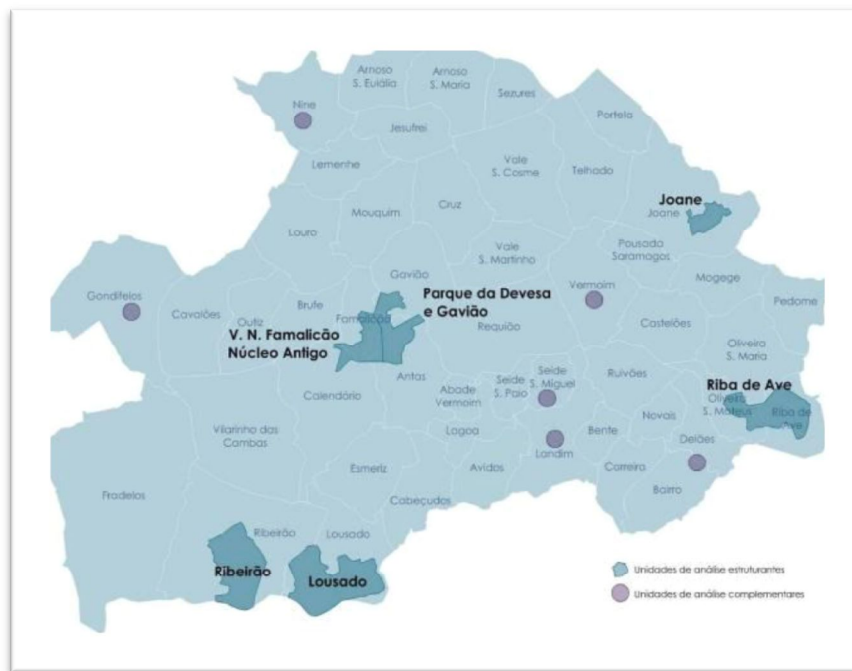 Arnoso
S. Eulália
Arnoso
S. Maria
Sezures
Nine
Portela
Jesufrei
Lemenhe
Vale
S. Cosme
Telhado
Joane
Joane
Mouquim
Cruz
Louro
Pousada
Saramagos
Vale
S. Martinho
Gavião
Mogege
Vermoim
Gondifelos
Cavalões
Outiz
Brufe
Famalicão
Parque da Devesa
e Gavião
Pedome
Requião
Castelões
V. N. Famalicão
Núcleo Antigo
Oliveira
S. Maria
Antas
Seide
S. Paio
Seide
S. Miguel
Ruivões
Riba de Ave
Calendário
Abade
Vermoim
Oliveira
S. Mateus
Riba de
Ave
Novais
Vilarinho das
Cambas
Lagoa
Bente
Delães
Landim
Esmeriz
Avidos
Carreira
Bairro
Fradelos
Cabeçudos
Ribeirão
Lousado
Ribeirão
Lousado
Unidades de análise estruturantes
Unidades de análise complementares